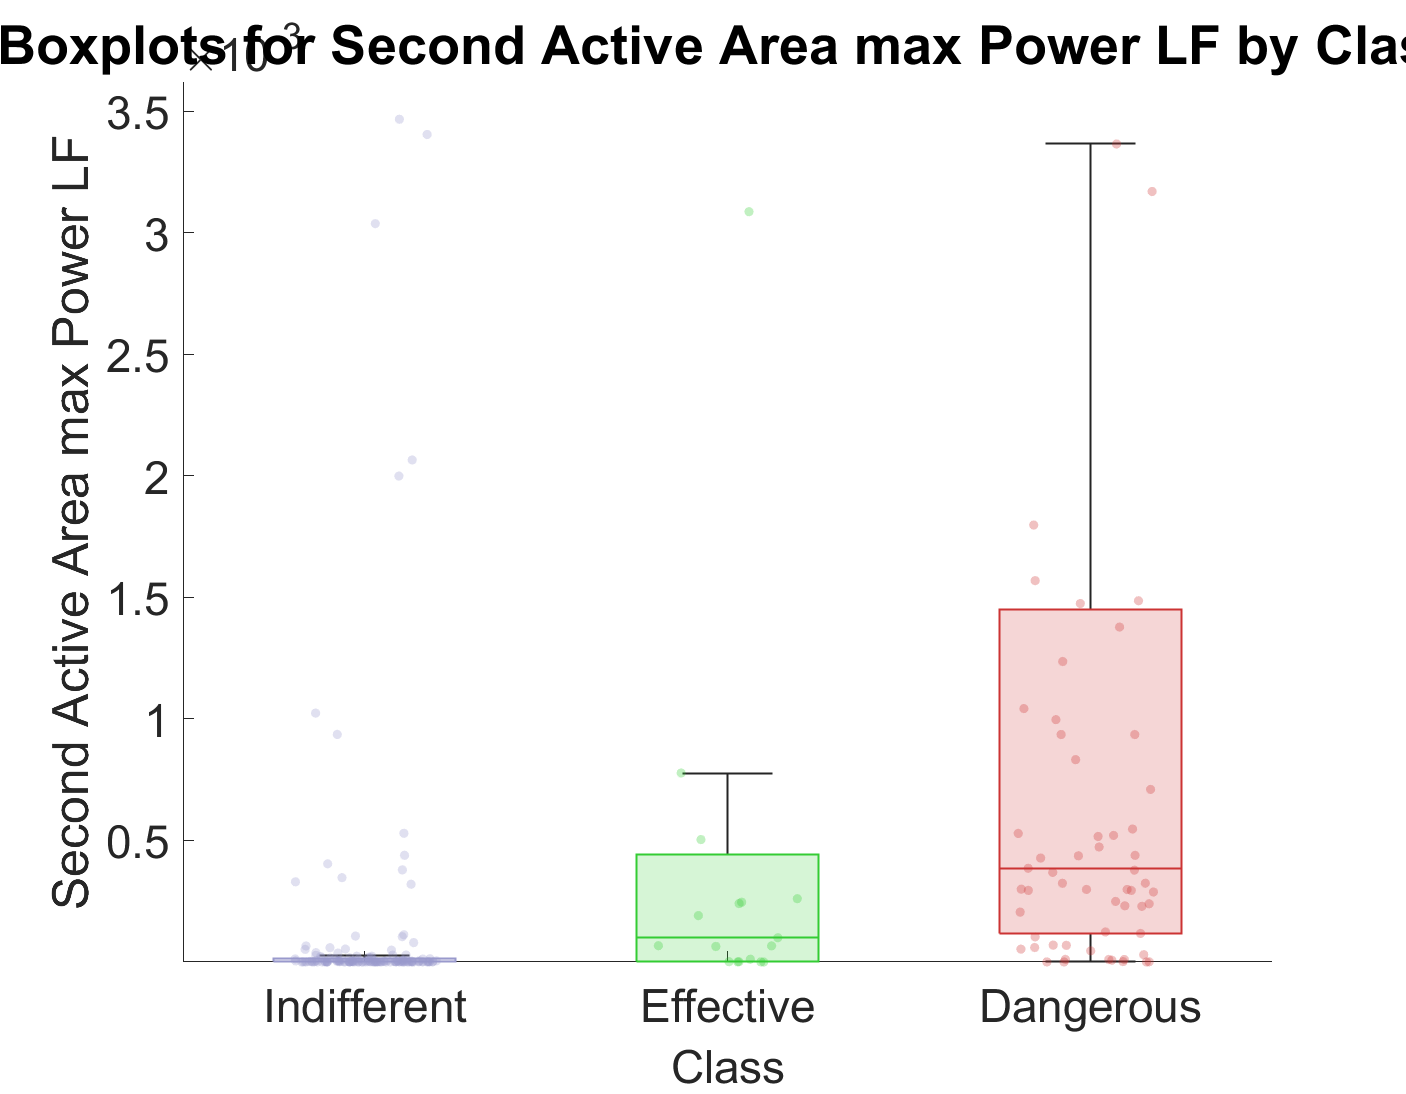 Boxplots for Second Active Area max Power LF by Clas
×10
3
3.5
3
2.5
2
1.5
1
0.5
Second Active Area max Power LF
Indifferent Effective Dangerous
Class